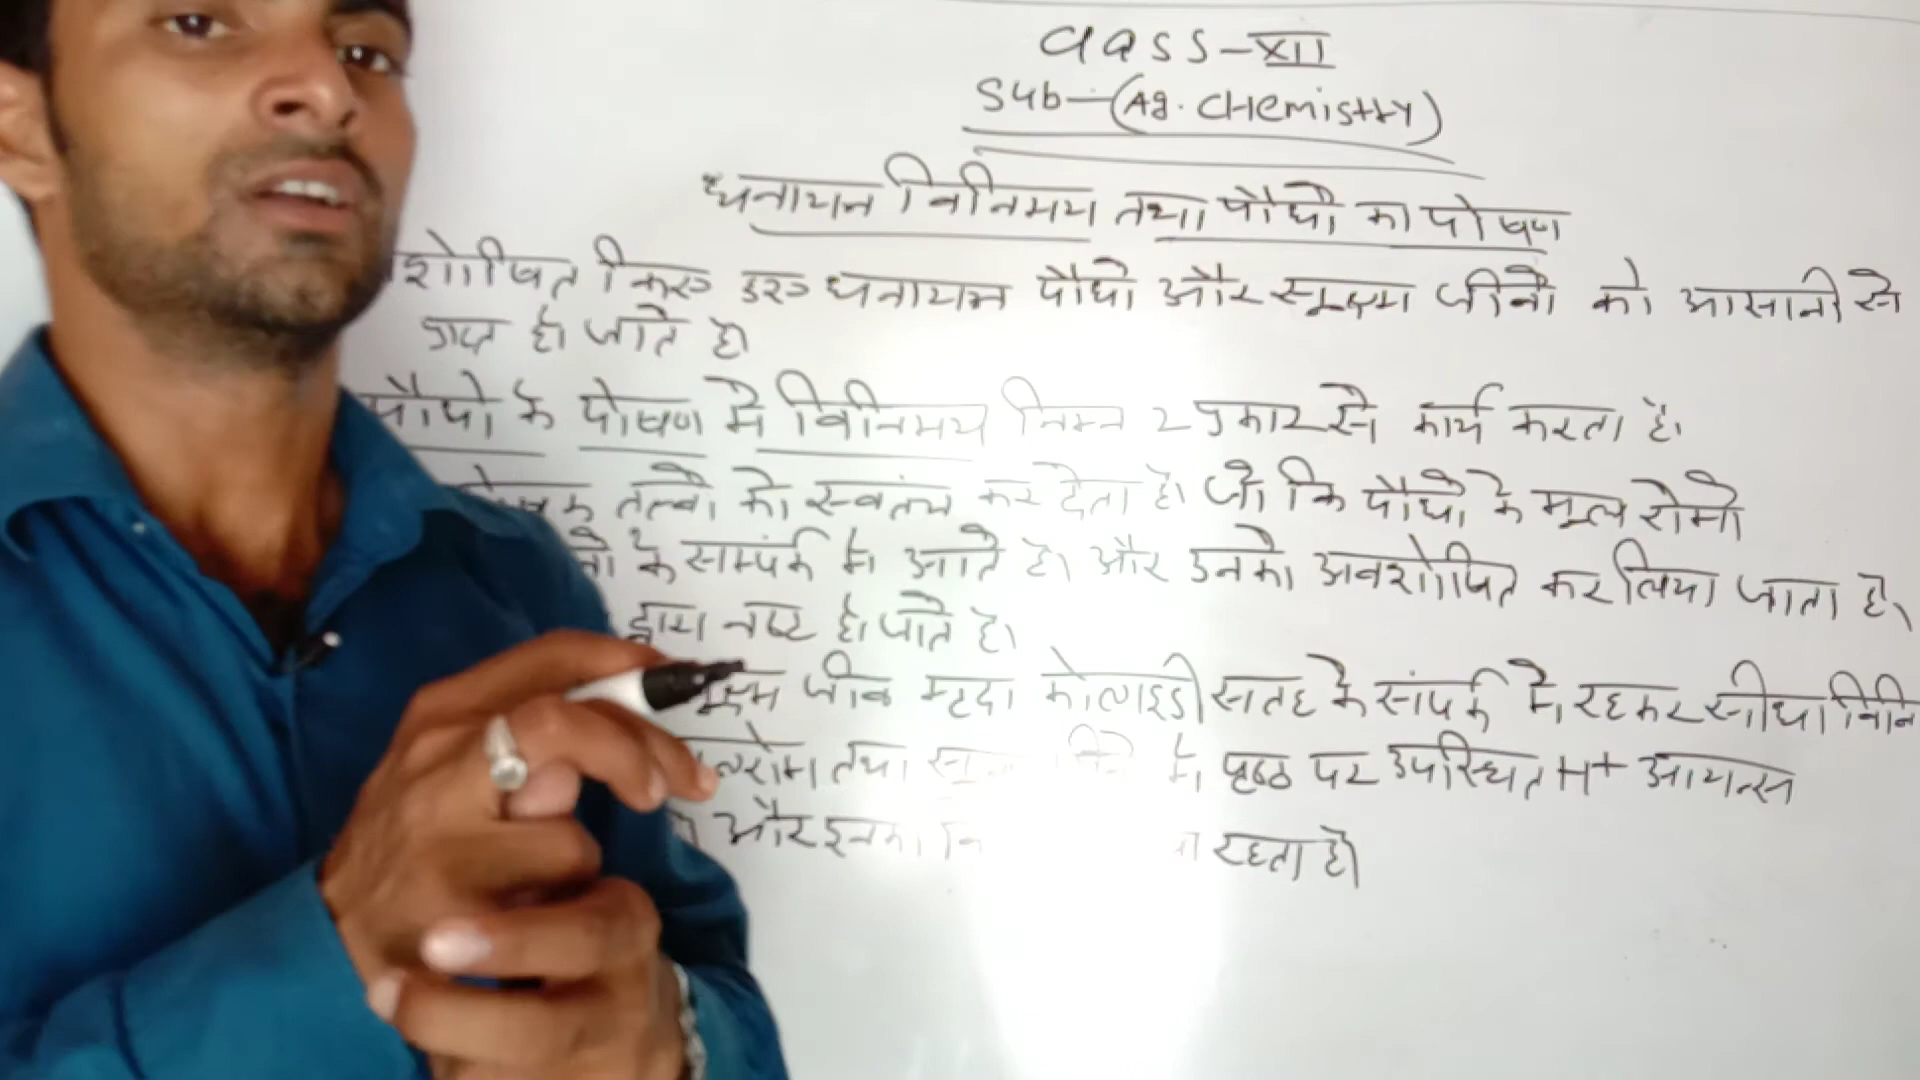 Class-XII
Sub-(Ag. CHemistry)
धनायन विनिमय तथा पौधो का पोषण
शोषित किए हुए धनायन पौधो और सूक्ष्म जीवो को आसानी से
प्राप्त हो जाते है
पौधो के पोषण मे विनिमय निम्न 2 प्रकार से कार्य करता है।
तत्वो को स्वतंत्र कर देता है। जो कि पौधो के मूल रोमो
के सम्पर्क मे आते है। और उनको अवशोषित कर लिया जाता है।
द्वारा नष्ट हो जाते है।
जीव मृदा कोलाइडी सतह के संपर्क मे रहकर सीधा
तथा के पृष्ठ पर उपस्थित H+ आयन्स
और इनका रहता है।